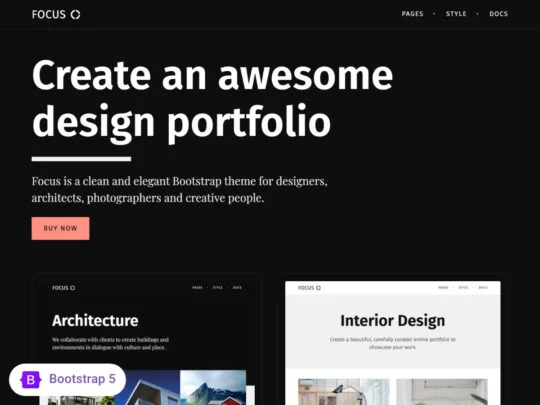 FOCUS
PAGES • STYLE • DOCS
Create an awesome
design portfolio
Focus is a clean and elegant Bootstrap theme for designers,
architects, photographers and creative people.
BUY NOW
FOCUS
PAGES • STYLE • DOCS
Architecture
We collaborate with clients to create buildings and
environments in dialogue with culture and place.
FOCUS
PAGES • STYLE • DOCS
Interior Design
Create a beautiful, carefully curated online portfolio to
showcase your work.
B Bootstrap 5